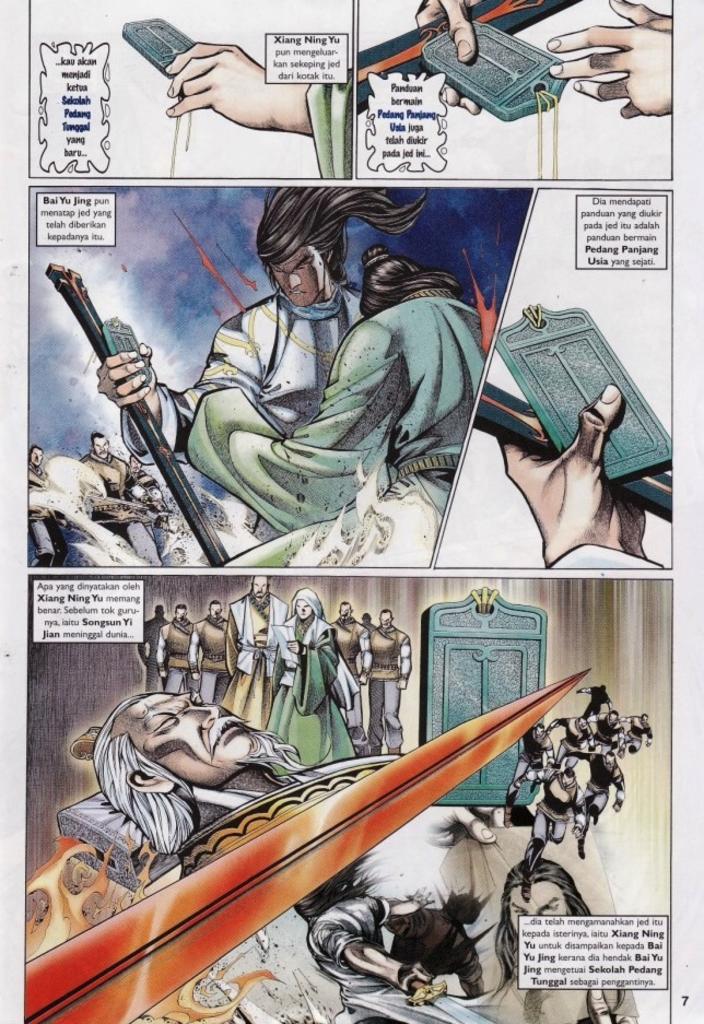 Xiang Ning Yu
pun mengeluar-
kan sekeping jed
dari kotak itu.
...kau akan
menjadi
ketua
Sekolah
Pedang
Tunggal
yang
baru...
Panduan
bermain
Pedang Panjang
Usia juga
telah diukir
pada jed ini...
Bai Yu Jing pun
menatap jed yang
telah diberikan
kepadanya itu.
Dia mendapati
panduan yang diukir
pada jed itu adalah
panduan bermain
Pedang Panjang
Usia yang sejati.
Apa yang dinyatakan oleh
Xiang Ning Yu memang
benar. Sebelum tok guru-
nya, iaitu Songsun Yi
Jian meninggal dunia...
...dia telah mengamanahkan jed itu
kepada isterinya, iaitu Xiang Ning
Yu untuk disampaikan kepada Bai
Yu Jing kerana dia hendak Bai Yu
Jing mengetuai Sekolah Pedang
Tunggal sebagai penggantinya.
7